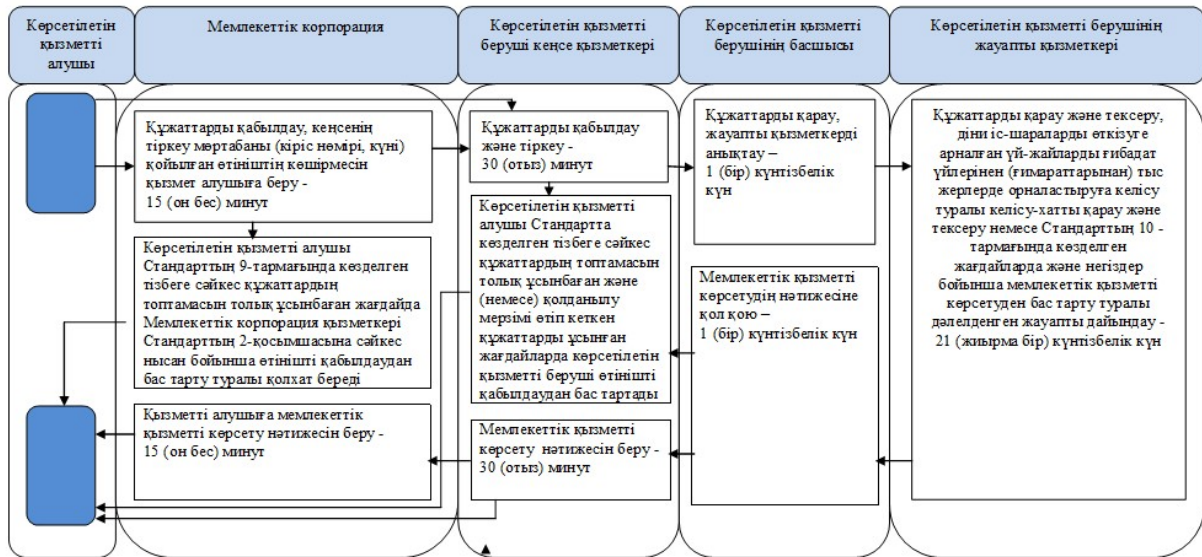 Көрсетілетін
қызметті
алушы
Мемлекеттік корпорация
Көрсетілетін қызметті
беруші кеңсе қызметкері
Көрсетілетін қызметті
берушінің басшысы
Көрсетілетін қызметті берушінің
жауапты қызметкері
Құжаттарды қабылдау, кеңсенің
тіркеу мөртабаны (кіріс нөмірі, күні)
қойылған өтініштің көшірмесін
қызмет алушыға беру -
15 (он бес) минут
Құжаттарды қабылдау
және тіркеу -
30 (отыз) минут
Құжаттарды қарау,
жауапты қызметкерді
анықтау –
1 (бір) күнтізбелік
күн
Құжаттарды қарау және тексеру,
діни іс-шараларды өткізуге
арналған үй-жайларды ғибадат
үйлерінен (ғимараттарынан) тыс
жерлерде орналастыруға келісу
туралы келісу-хатты қарау және
тексеру немесе Стандарттың 10 -
тармағында көзделген
жағдайларда және негіздер
бойынша мемлекеттік қызметті
көрсетуден бас тарту туралы
дәлелденген жауапты дайындау -
21 (жиырма бір) күнтізбелік күн
Көрсетілетін қызметті алушы
Стандарттың 9-тармағында көзделген
тізбеге сәйкес құжаттардың
топтамасын толық ұсынбаған жағдайда
Мемлекеттік корпорация қызметкері
Стандарттың 2-қосымшасына сәйкес
нысан бойынша өтінішті қабылдаудан
бас тарту туралы қолхат береді
Көрсетілетін қызметті
алушы Стандартта
көзделген тізбеге сәйкес
құжаттардың топтамасын
толық ұсынбаған және
(немесе) қолданылу
мерзімі өтіп кеткен
құжаттарды ұсынған
жағдайларда көрсетілетін
қызметті беруші өтінішті
қабылдаудан бас тартады
Мемлекеттік қызметті
көрсетудің нәтижесіне
қол қою –
1 (бір) күнтізбелік күн
Қызметті алушыға мемлекеттік
қызметті көрсету нәтижесін беру -
15 (он бес) минут
Мемлекеттік қызметті
көрсету нәтижесін беру -
30 (отыз) минут